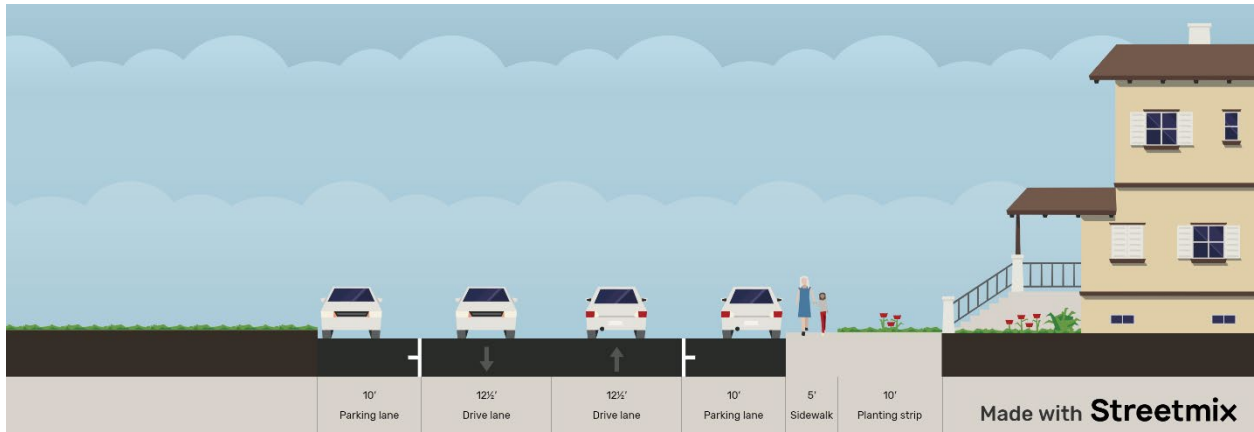 10′
Parking lane
12½′
Drive lane
12½′
Drive lane
10′
Parking lane
5′
Sidewalk
10′
Planting strip
Made with Streetmix